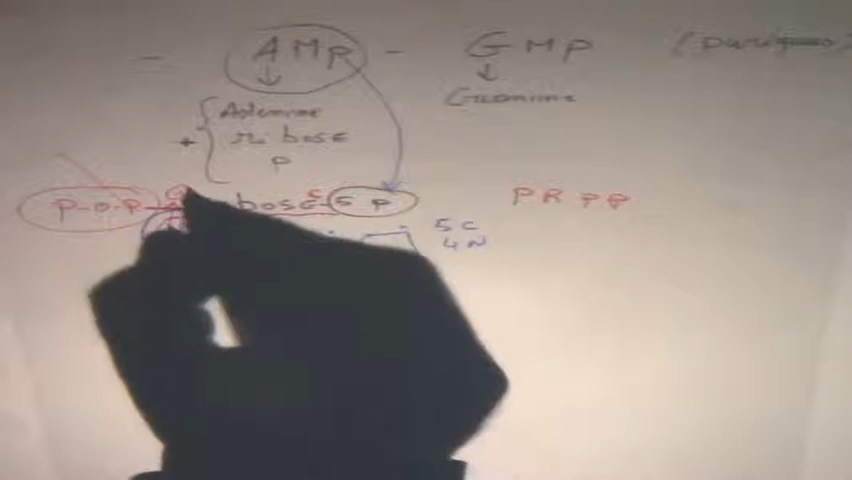 - AMP - GMP
Adenine
Guanine
+ Ribose
P
P-O-P bose-5 P PRPP
5C
4N